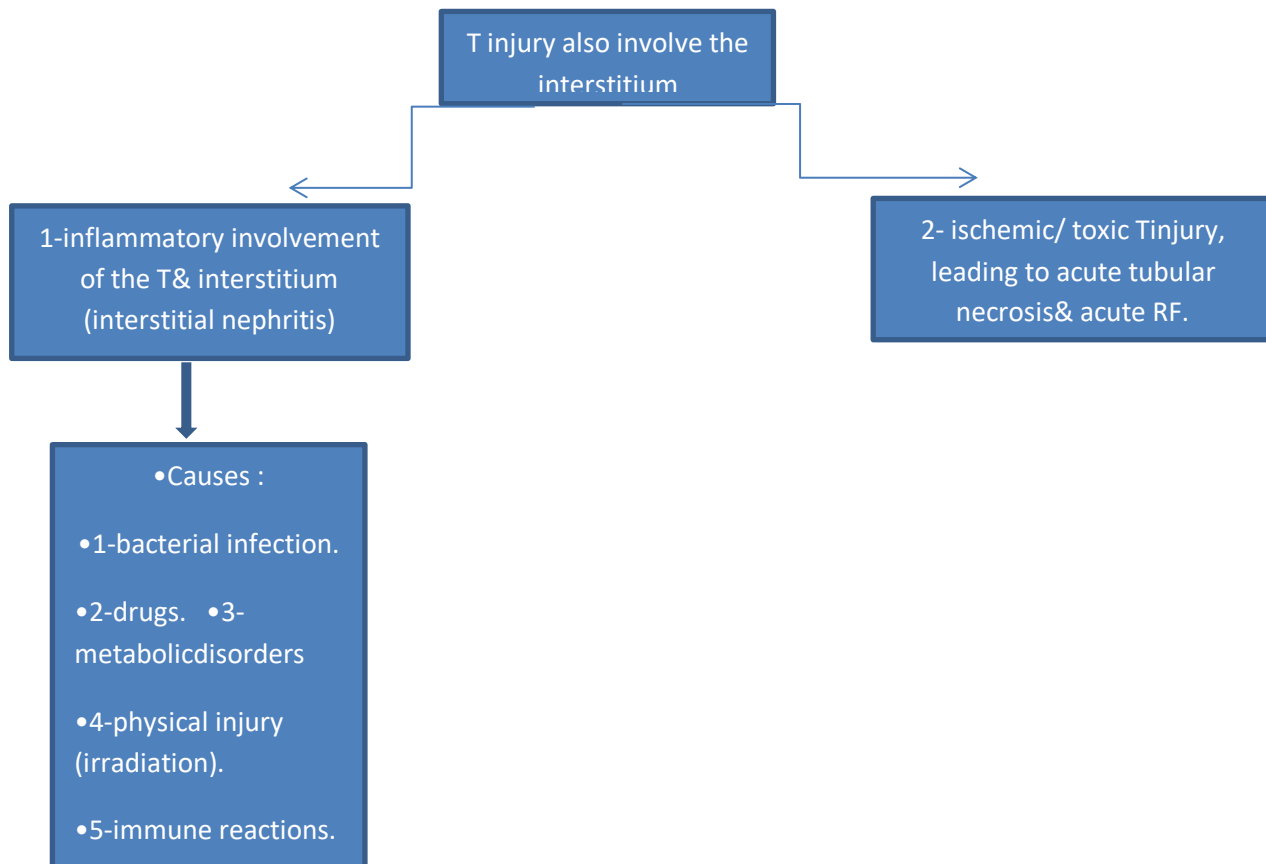 T injury also involve the
interstitium
1-inflammatory involvement
of the T& interstitium
(interstitial nephritis)
2- ischemic/ toxic Tinjury,
leading to acute tubular
necrosis& acute RF.
•Causes :
•1-bacterial infection.
•2-drugs. •3-
metabolicdisorders
•4-physical injury
(irradiation).
•5-immune reactions.